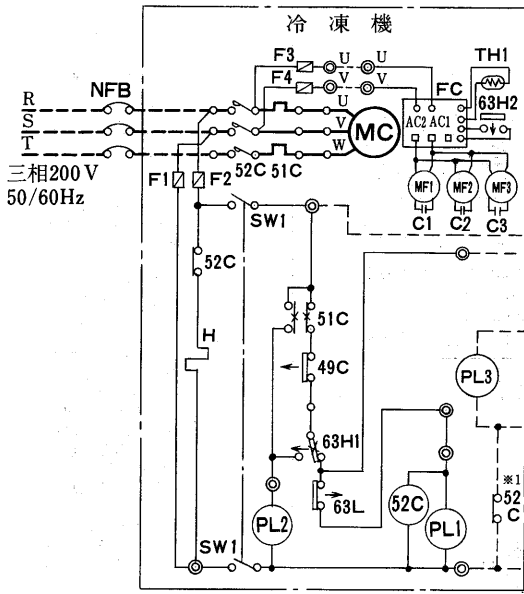 冷凍機
F3 U U TH1
F4 V V FC
NFB 63H2
R U
AC2 AC1
S V MC
T W
三相200V
50/60Hz
F1 F2 52C 51C
MF1 MF2 MF3
SW1 C1 C2 C3
52C
51C
H 49C PL3
63H1
※1
52C 52
PL2 63L PL1 C
SW1